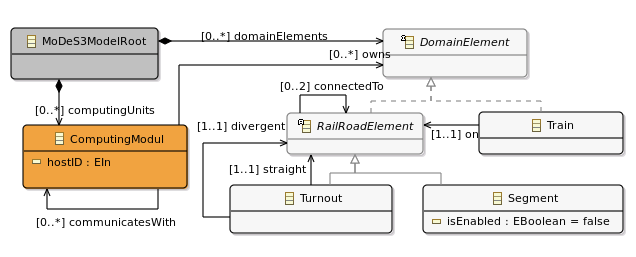 MoDeS3ModelRoot
[0..*] domainElements
DomainElement
[0..*] owns
[0..2] connectedTo
[0..*] computingUnits
[1..1] divergent
RailRoadElement
Train
[1..1] on
ComputingModul
hostID : EIn
[1..1] straight
Turnout
Segment
isEnabled : EBoolean = false
[0..*] communicatesWith